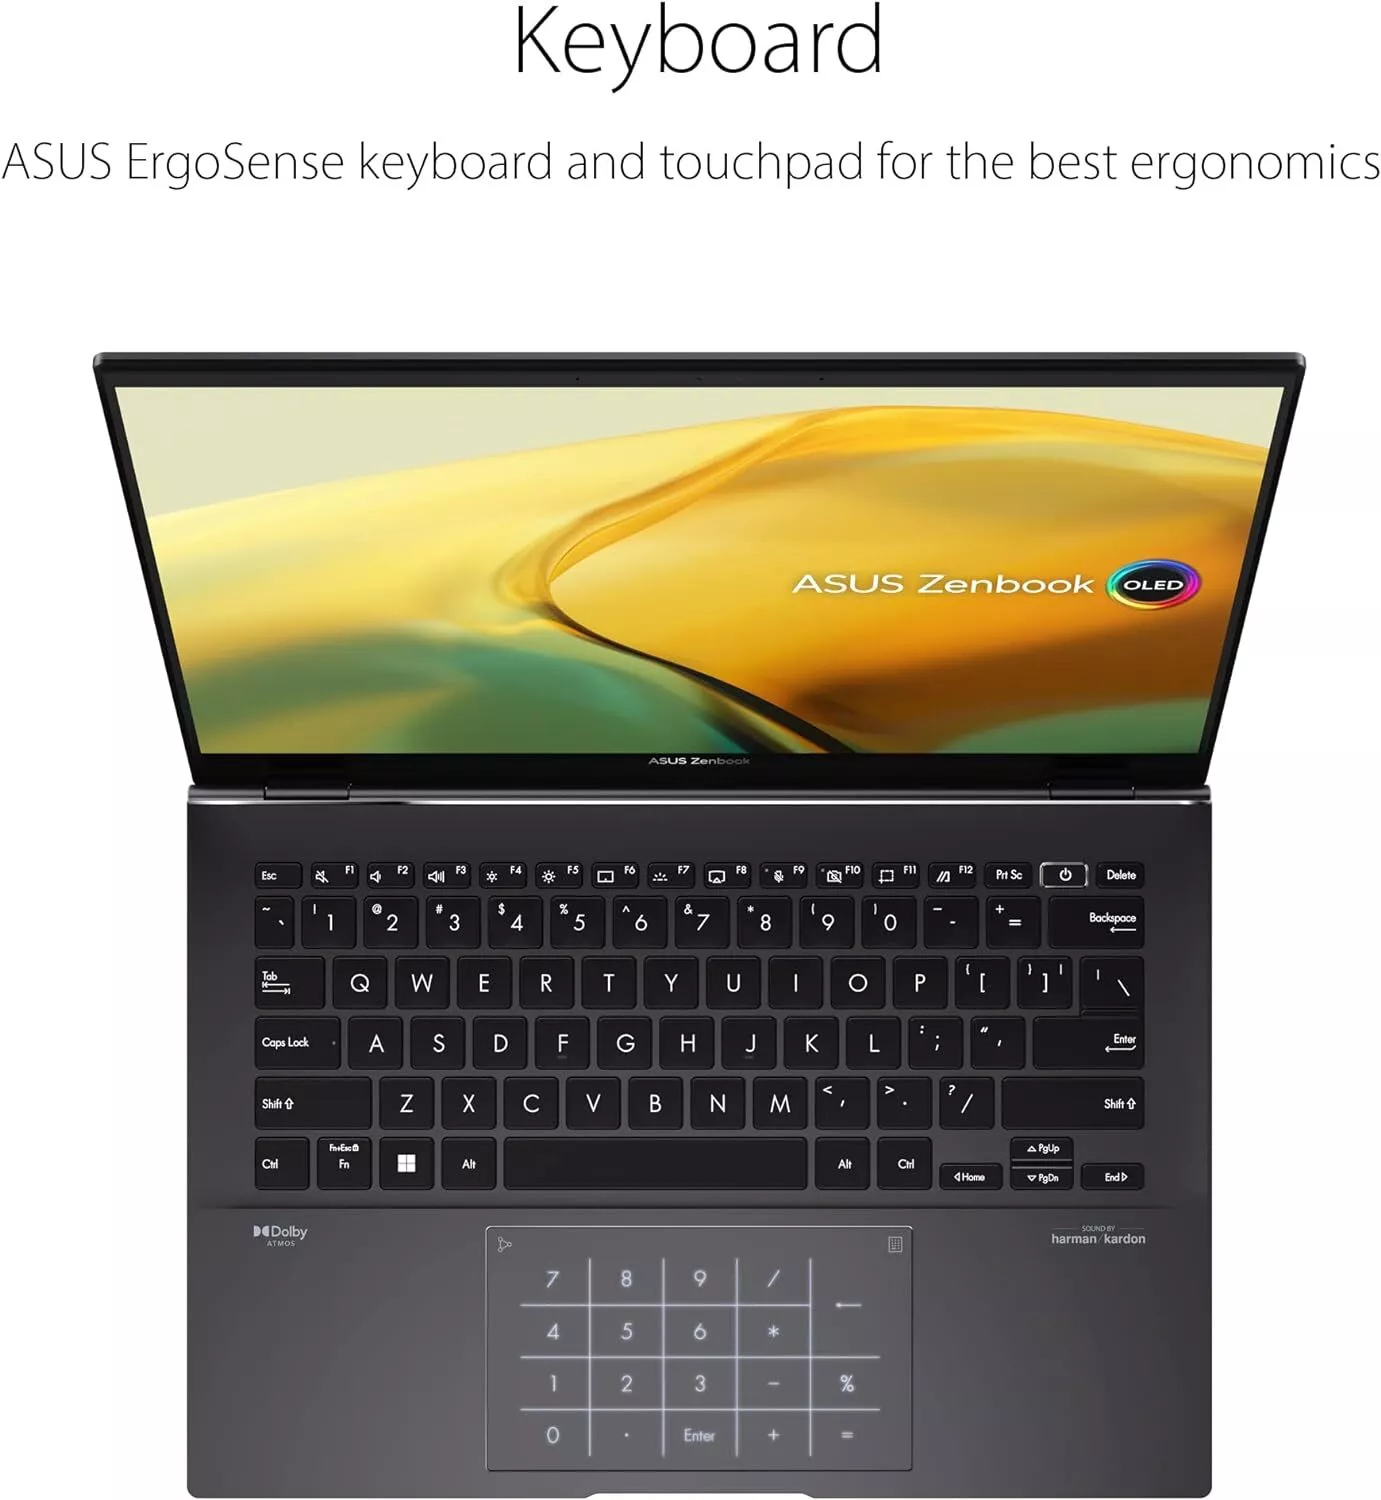 Keyboard
ASUS ErgoSense keyboard and touchpad for the best ergonomics
ASUS Zenbook OLED
ASUS Zenbook
Esc F1 F2 F3 F4 F5 F6 F7 F8 F9 F10 F11 F12 Prt Sc Delete
~ ` ! 1 @ 2 # 3 $ 4 % 5 ^ 6 & 7 * 8 ( 9 ) 0 _ - + = Backspace
Tab Q W E R T Y U I O P { [ } ] | \
Caps Lock A S D F G H J K L : ; " ' Enter
Shift Z X C V B N M < , > . ? / Shift
Ctrl Fn+Esc Fn Alt Alt Ctrl Home PgUp PgDn End
Dolby
ATMOS
SOUND BY
harman/kardon
7 8 9 / ←
4 5 6 *
1 2 3 - %
0 . Enter + =